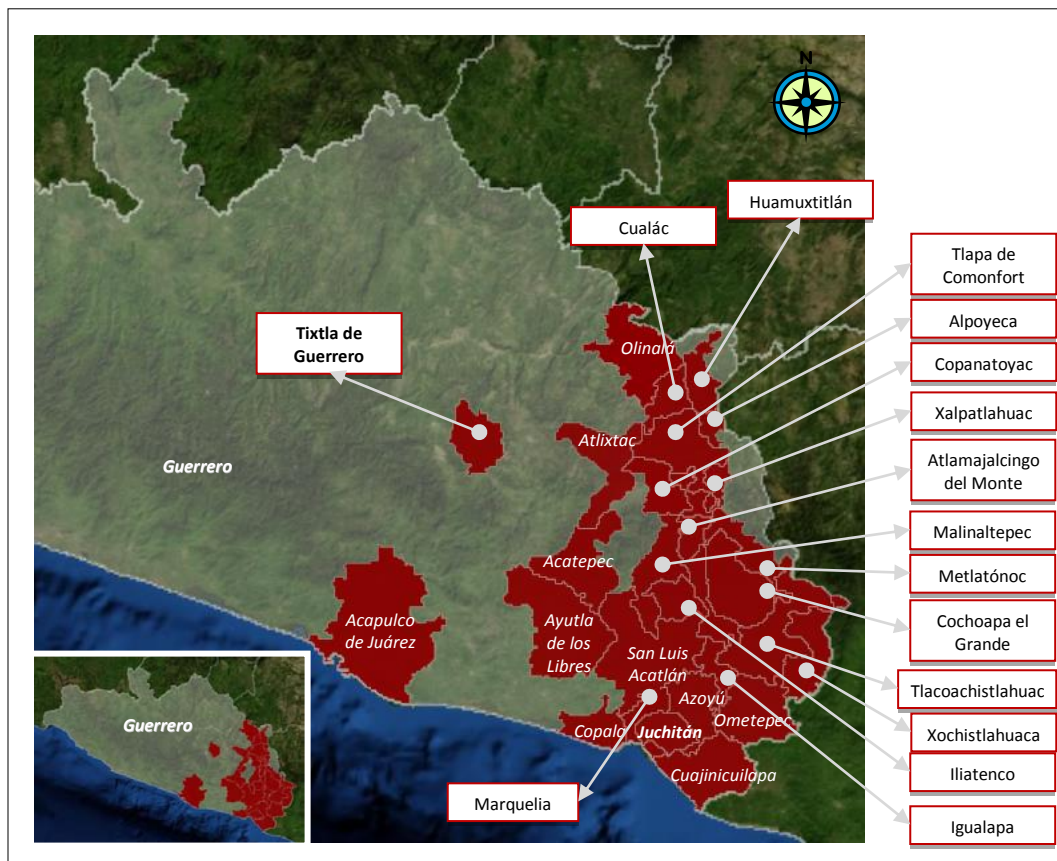 N
Huamuxtitlán
Cualác
Tlapa de
Comonfort
Alpoyeca
Tixtla de
Guerrero
Olinalá
Copanatoyac
Xalpatlahuac
Atlixtac
Guerrero
Atlamajalcingo
del Monte
Malinaltepec
Acatepec
Metlatónoc
Acapulco
de Juárez
Ayutla
de los
Libres
Cochoapa el
Grande
San Luis
Acatlán
Tlacoachistlahuac
Azoyú
Ometepec
Guerrero
Copala
Juchitán
Xochistlahuaca
Cuajinicuilapa
Iliatenco
Marquelia
Igualapa